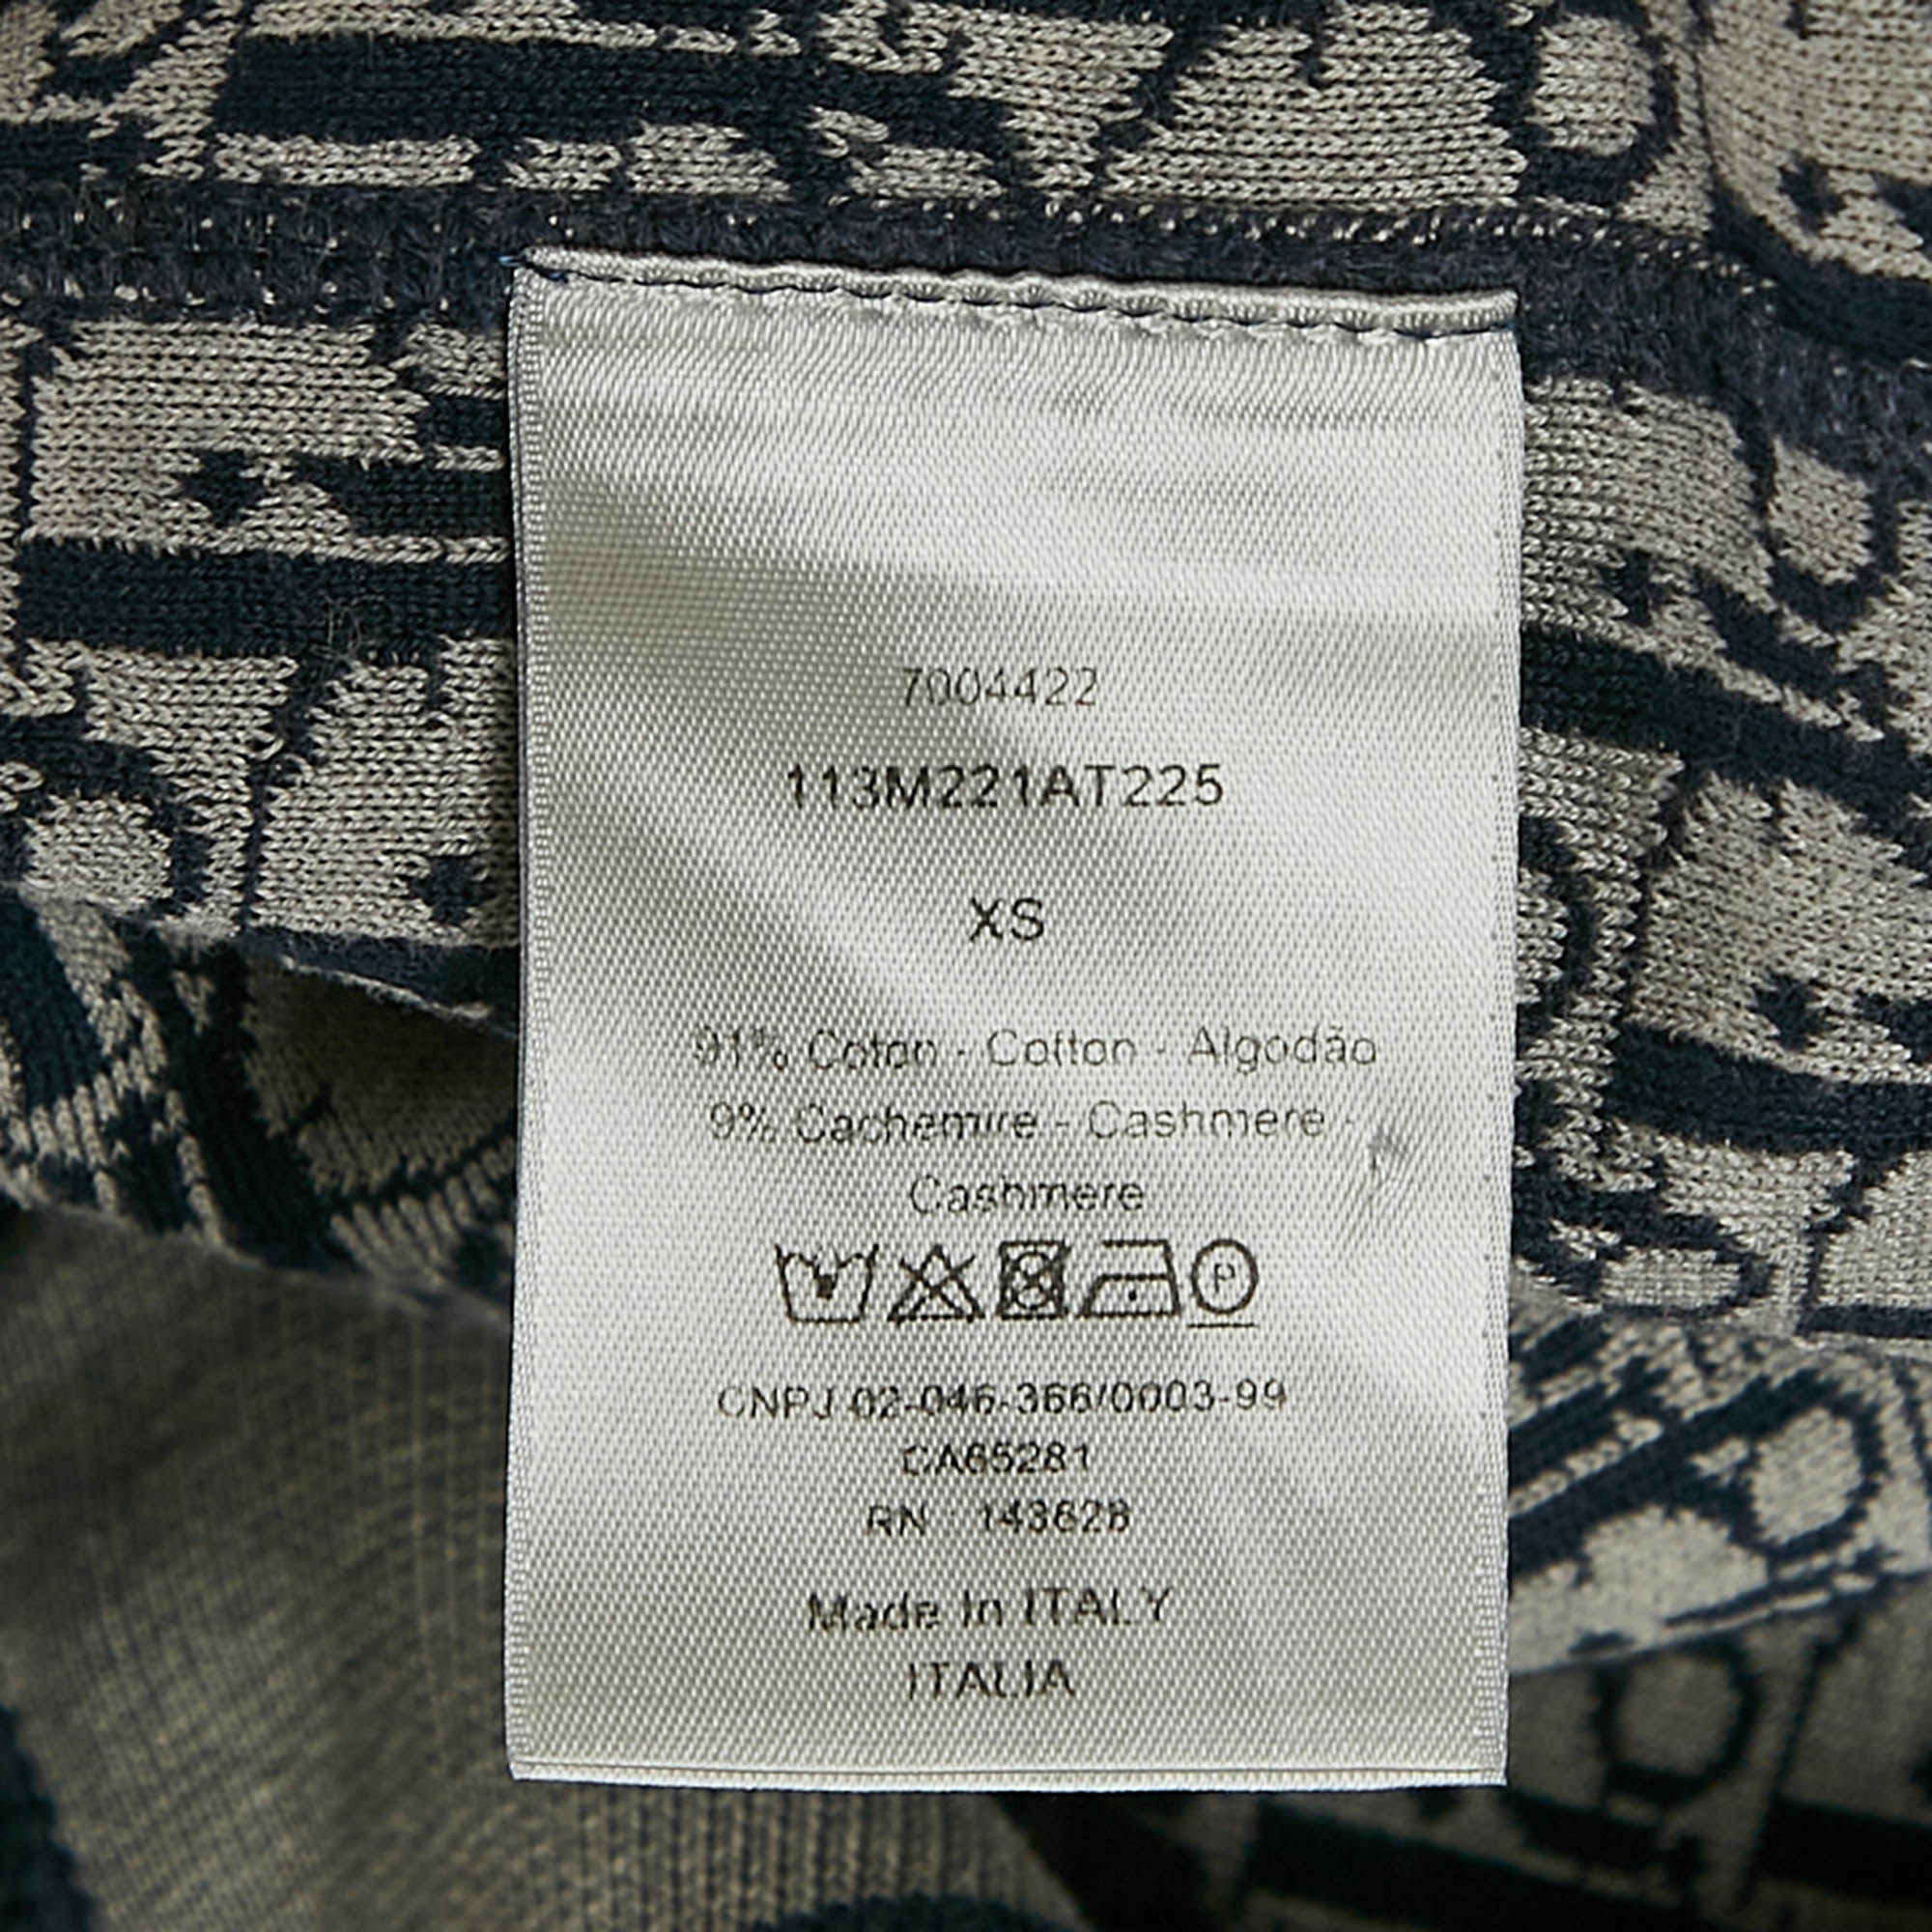 7004422
113M221AT225
XS
91% Coton - Cotton - Algodão
9% Cachemire - Cashmere -
Cashmere
P
CNPJ 02-046-366/0003-99
CA65281
RN 143628
Made In ITALY
ITALIA